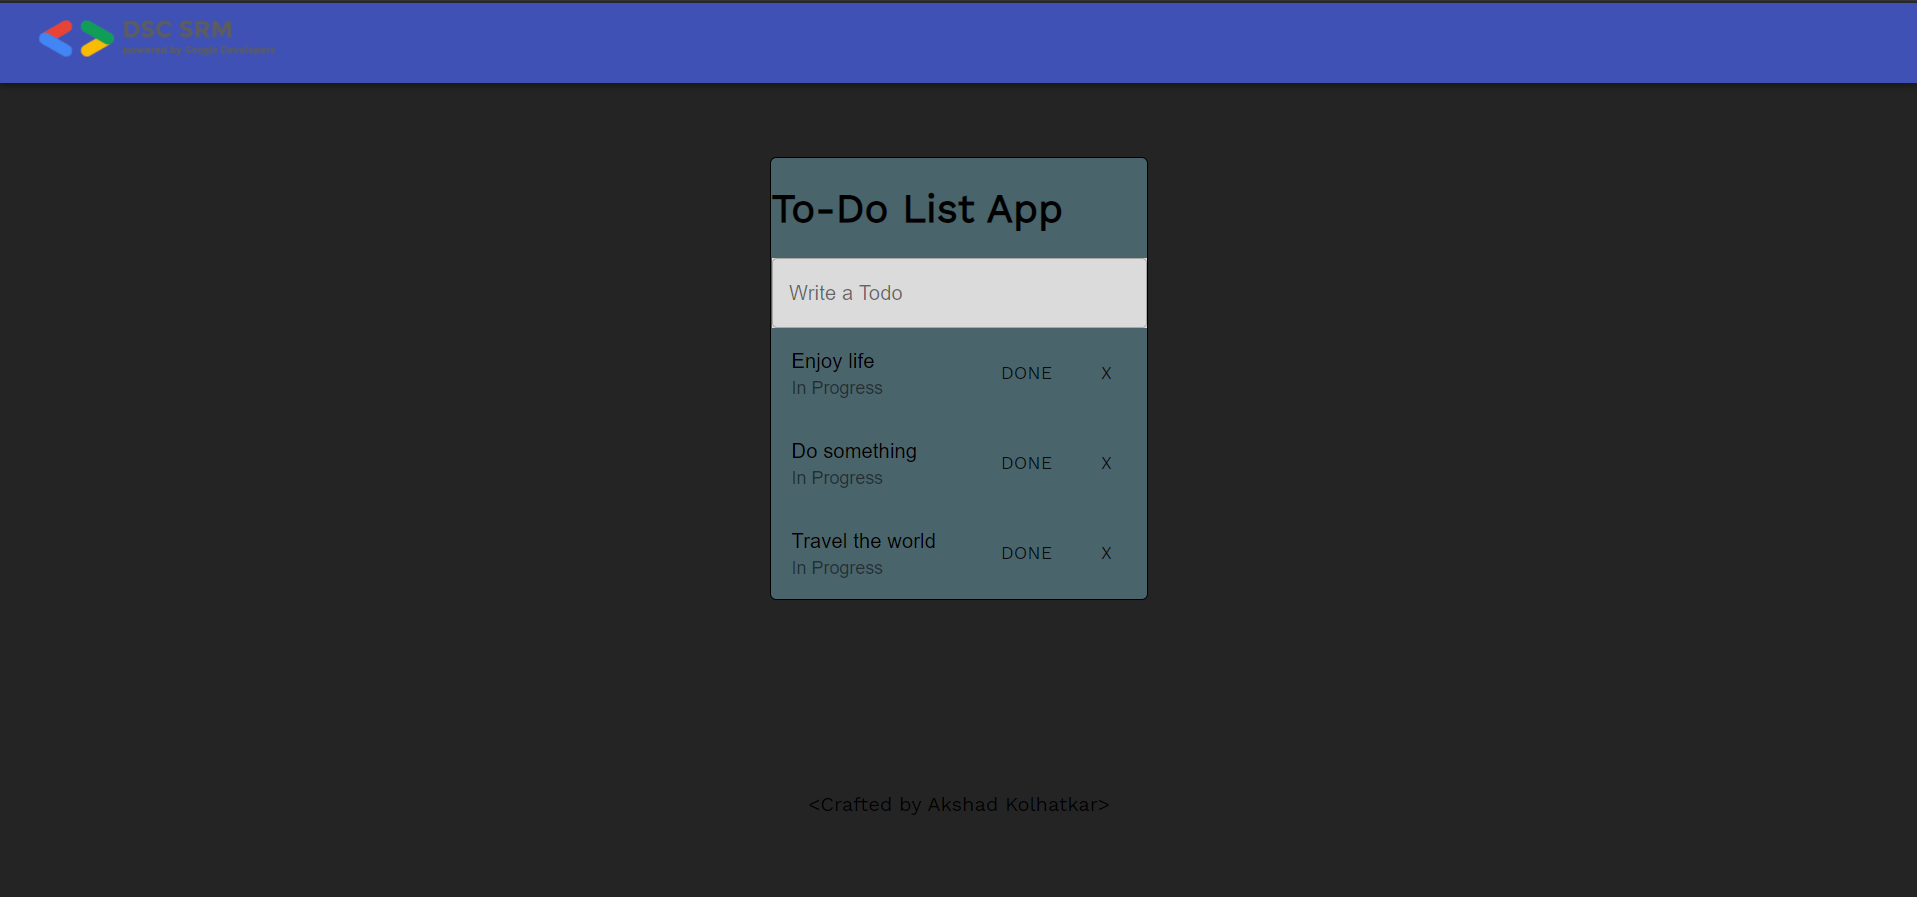 DSC SRM
powered by Google Developers
To-Do List App
Write a Todo
Enjoy life
In Progress
DONE
X
Do something
In Progress
DONE
X
Travel the world
In Progress
DONE
X
<Crafted by Akshad Kolhatkar>